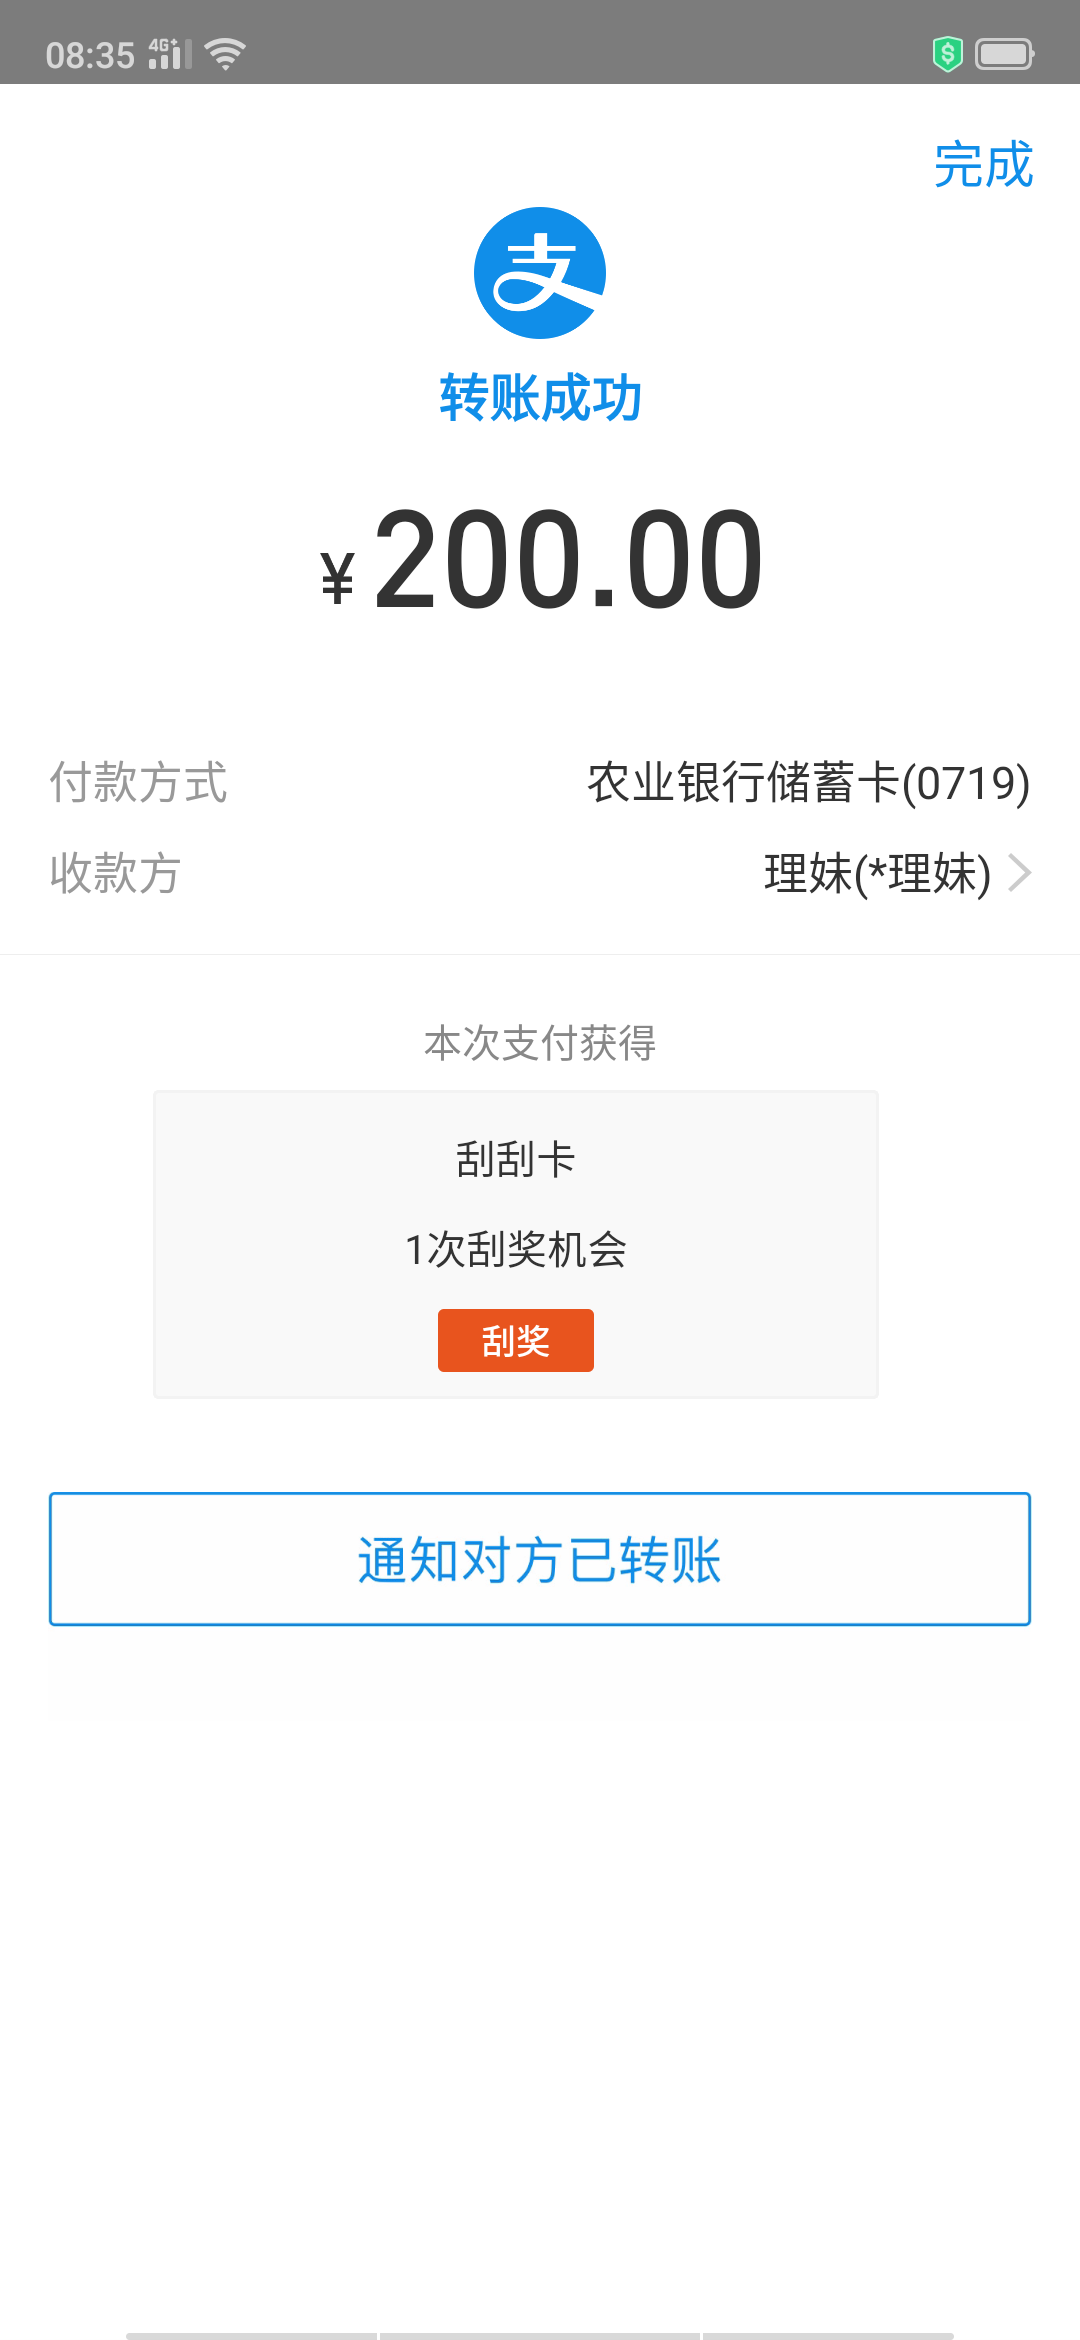 08:35 4G+
完成
支
转账成功
¥200.00
付款方式 农业银行储蓄卡(0719)
收款方 理妹(*理妹)
本次支付获得
刮刮卡
1次刮奖机会
刮奖
通知对方已转账